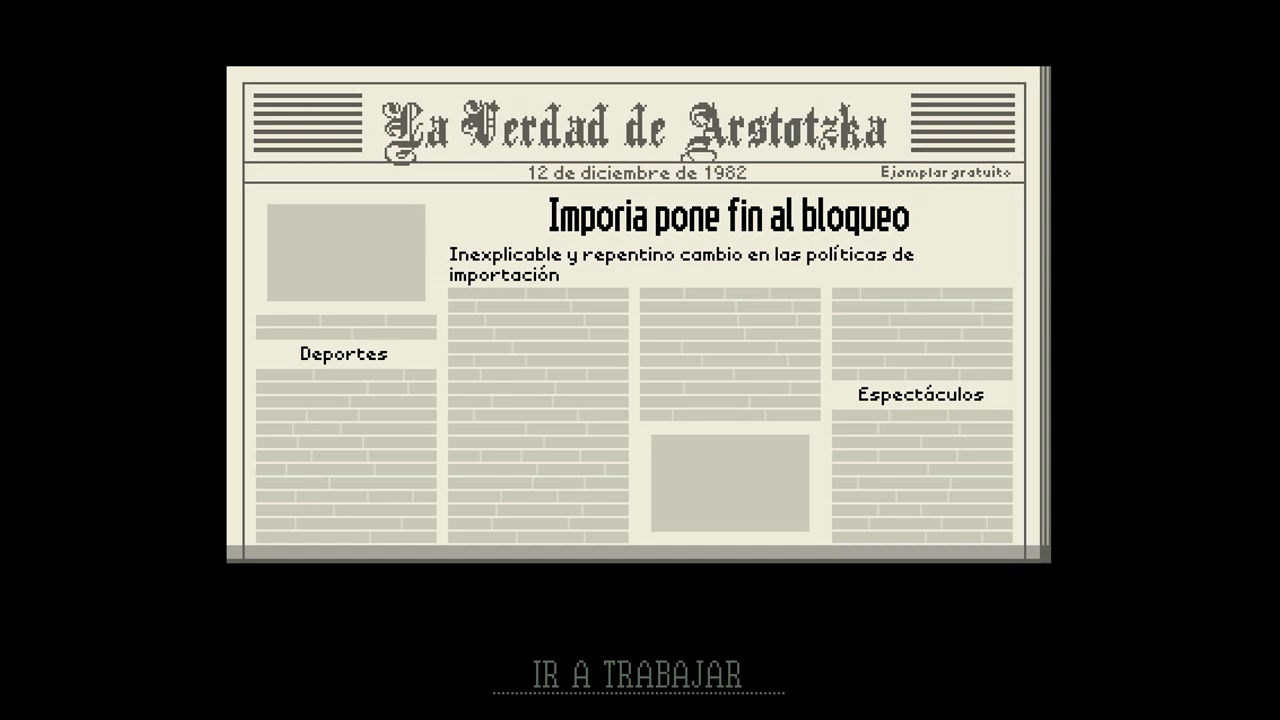 La Verdad de Arstotzka
12 de diciembre de 1982
Ejemplar gratuito
Imporia pone fin al bloqueo
Inexplicable y repentino cambio en las políticas de
importación
Deportes
Espectáculos
IR A TRABAJAR